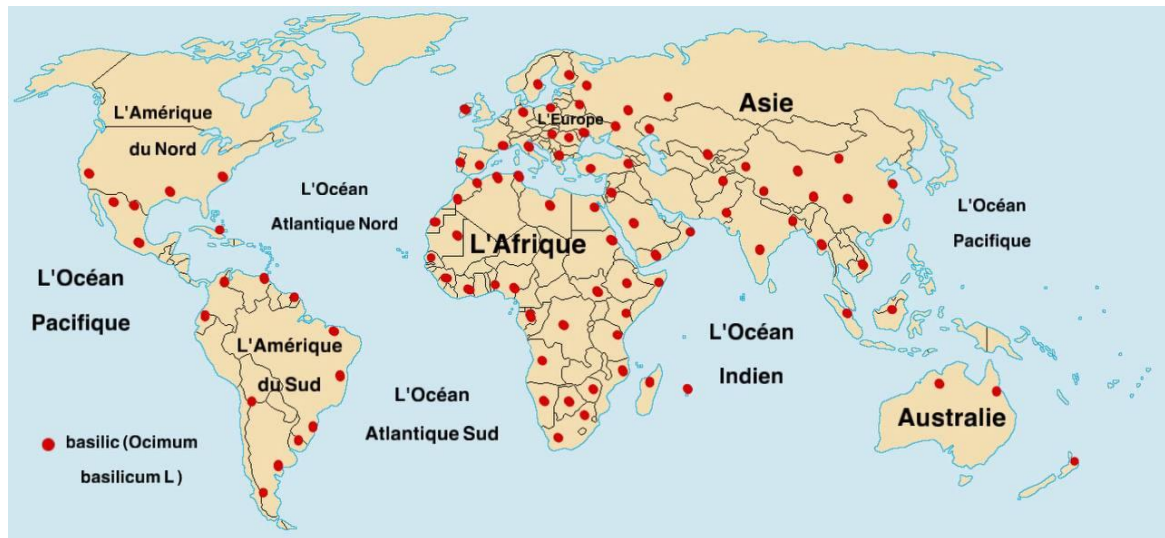 L'Amérique
du Nord
L'Océan
Atlantique Nord
L'Europe
Asie
L'Océan
Pacifique
L'Afrique
L'Océan
Pacifique
L'Amérique
du Sud
L'Océan
Atlantique Sud
L'Océan
Indien
Australie
basilic (Ocimum
basilicum L )